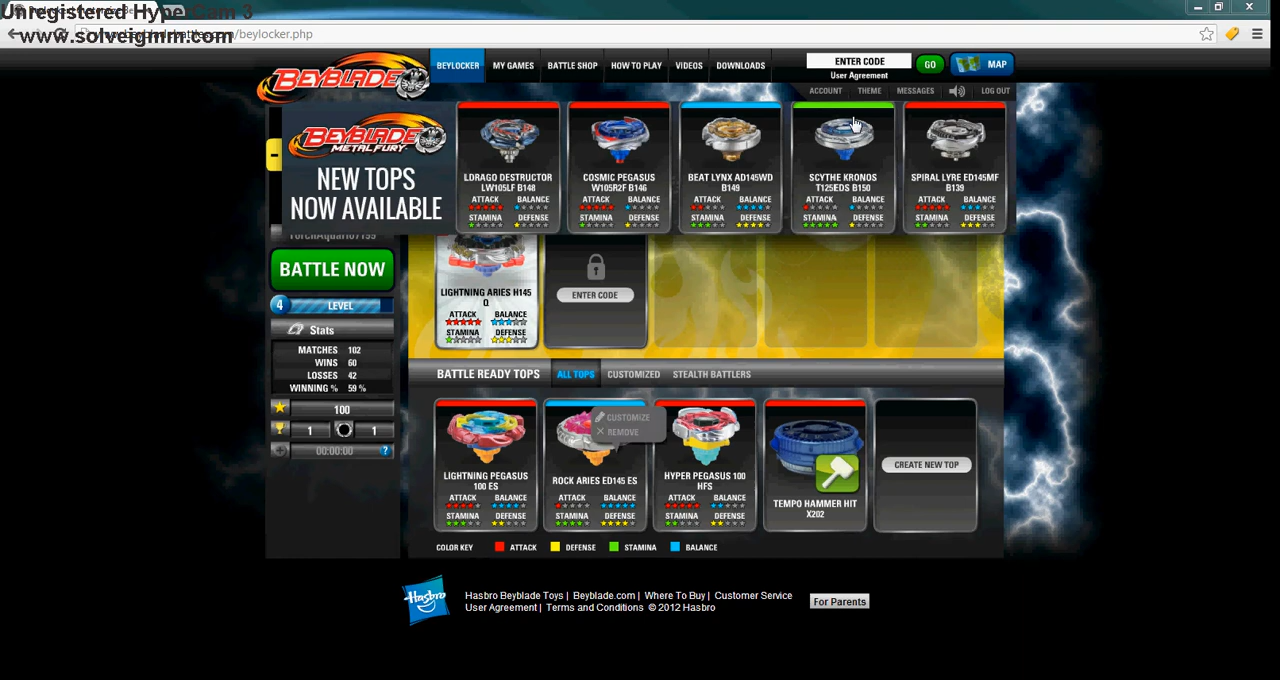 Unregistered HyperCam 3
www.solveigmm.com
/beylocker.php
BEYBLADE
BEYLOCKER
MY GAMES
BATTLE SHOP
HOW TO PLAY
VIDEOS
DOWNLOADS
ENTER CODE
GO
MAP
User Agreement
ACCOUNT
THEME
MESSAGES
LOG OUT
BEYBLADE
METAL FURY
NEW TOPS
NOW AVAILABLE
LDRAGO DESTRUCTOR
LW105LF B148
ATTACK BALANCE
STAMINA DEFENSE
COSMIC PEGASUS
W105R2F B146
ATTACK BALANCE
STAMINA DEFENSE
BEAT LYNX AD145WD
B149
ATTACK BALANCE
STAMINA DEFENSE
SCYTHE KRONOS
T125EDS B150
ATTACK BALANCE
STAMINA DEFENSE
SPIRAL LYRE ED145MF
B139
ATTACK BALANCE
STAMINA DEFENSE
BATTLE NOW
4 LEVEL
Stats
MATCHES 102
WINS 60
LOSSES 42
WINNING % 59 %
100
1 1
00:00:00 ?
LIGHTNING ARIES H145
Q
ATTACK BALANCE
STAMINA DEFENSE
ENTER CODE
BATTLE READY TOPS
ALL TOPS
CUSTOMIZED
STEALTH BATTLERS
LIGHTNING PEGASUS
100 ES
ATTACK BALANCE
STAMINA DEFENSE
CUSTOMIZE
REMOVE
ROCK ARIES ED145 ES
ATTACK BALANCE
STAMINA DEFENSE
HYPER PEGASUS 100
HFS
ATTACK BALANCE
STAMINA DEFENSE
TEMPO HAMMER HIT
X202
CREATE NEW TOP
COLOR KEY ATTACK DEFENSE STAMINA BALANCE
Hasbro
Hasbro Beyblade Toys | Beyblade.com | Where To Buy | Customer Service
User Agreement | Terms and Conditions © 2012 Hasbro
For Parents